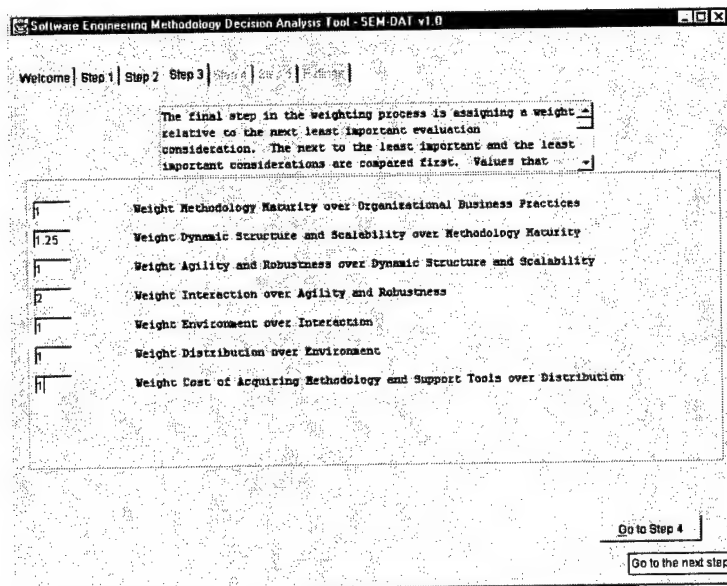 Software Engineering Methodology Decision Analysis Tool - SEM-DAT v1.0
Welcome Step 1 Step 2 Step 3 Step 4 Step 5 Ratings
The final step in the weighting process is assigning a weight
relative to the next least important evaluation
consideration. The next to the least important and the least
important considerations are compared first. Values that
1 Weight Methodology Maturity over Organizational Business Practices
1.25 Weight Dynamic Structure and Scalability over Methodology Maturity
1 Weight Agility and Robustness over Dynamic Structure and Scalability
2 Weight Interaction over Agility and Robustness
1 Weight Environment over Interaction
1 Weight Distribution over Environment
1 Weight Cost of Acquiring Methodology and Support Tools over Distribution
Go to Step 4
Go to the next step